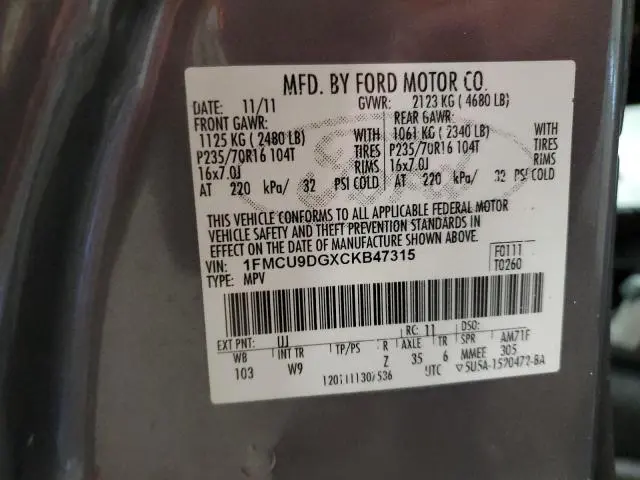 MFD. BY FORD MOTOR CO.
DATE: 11/11 GVWR: 2123 KG ( 4680 LB)
FRONT GAWR: REAR GAWR:
1125 KG ( 2480 LB) WITH 1061 KG ( 2340 LB) WITH
P235/70R16 104T TIRES P235/70R16 104T TIRES
16x7.0J RIMS 16x7.0J RIMS
AT 220 kPa/ 32 PSI COLD AT 220 kPa/ 32 PSI COLD
THIS VEHICLE CONFORMS TO ALL APPLICABLE FEDERAL MOTOR
VEHICLE SAFETY AND THEFT PREVENTION STANDARDS IN
EFFECT ON THE DATE OF MANUFACTURE SHOWN ABOVE.
VIN: 1FMCU9DGXCKB47315 F0111
TYPE: MPV T0260
EXT PNT: UJ RC: 11 DSO:
WB INT TR TP/PS R AXLE TR SPR AM71F
103 W9 Z 35 6 MMEE 305
UTC